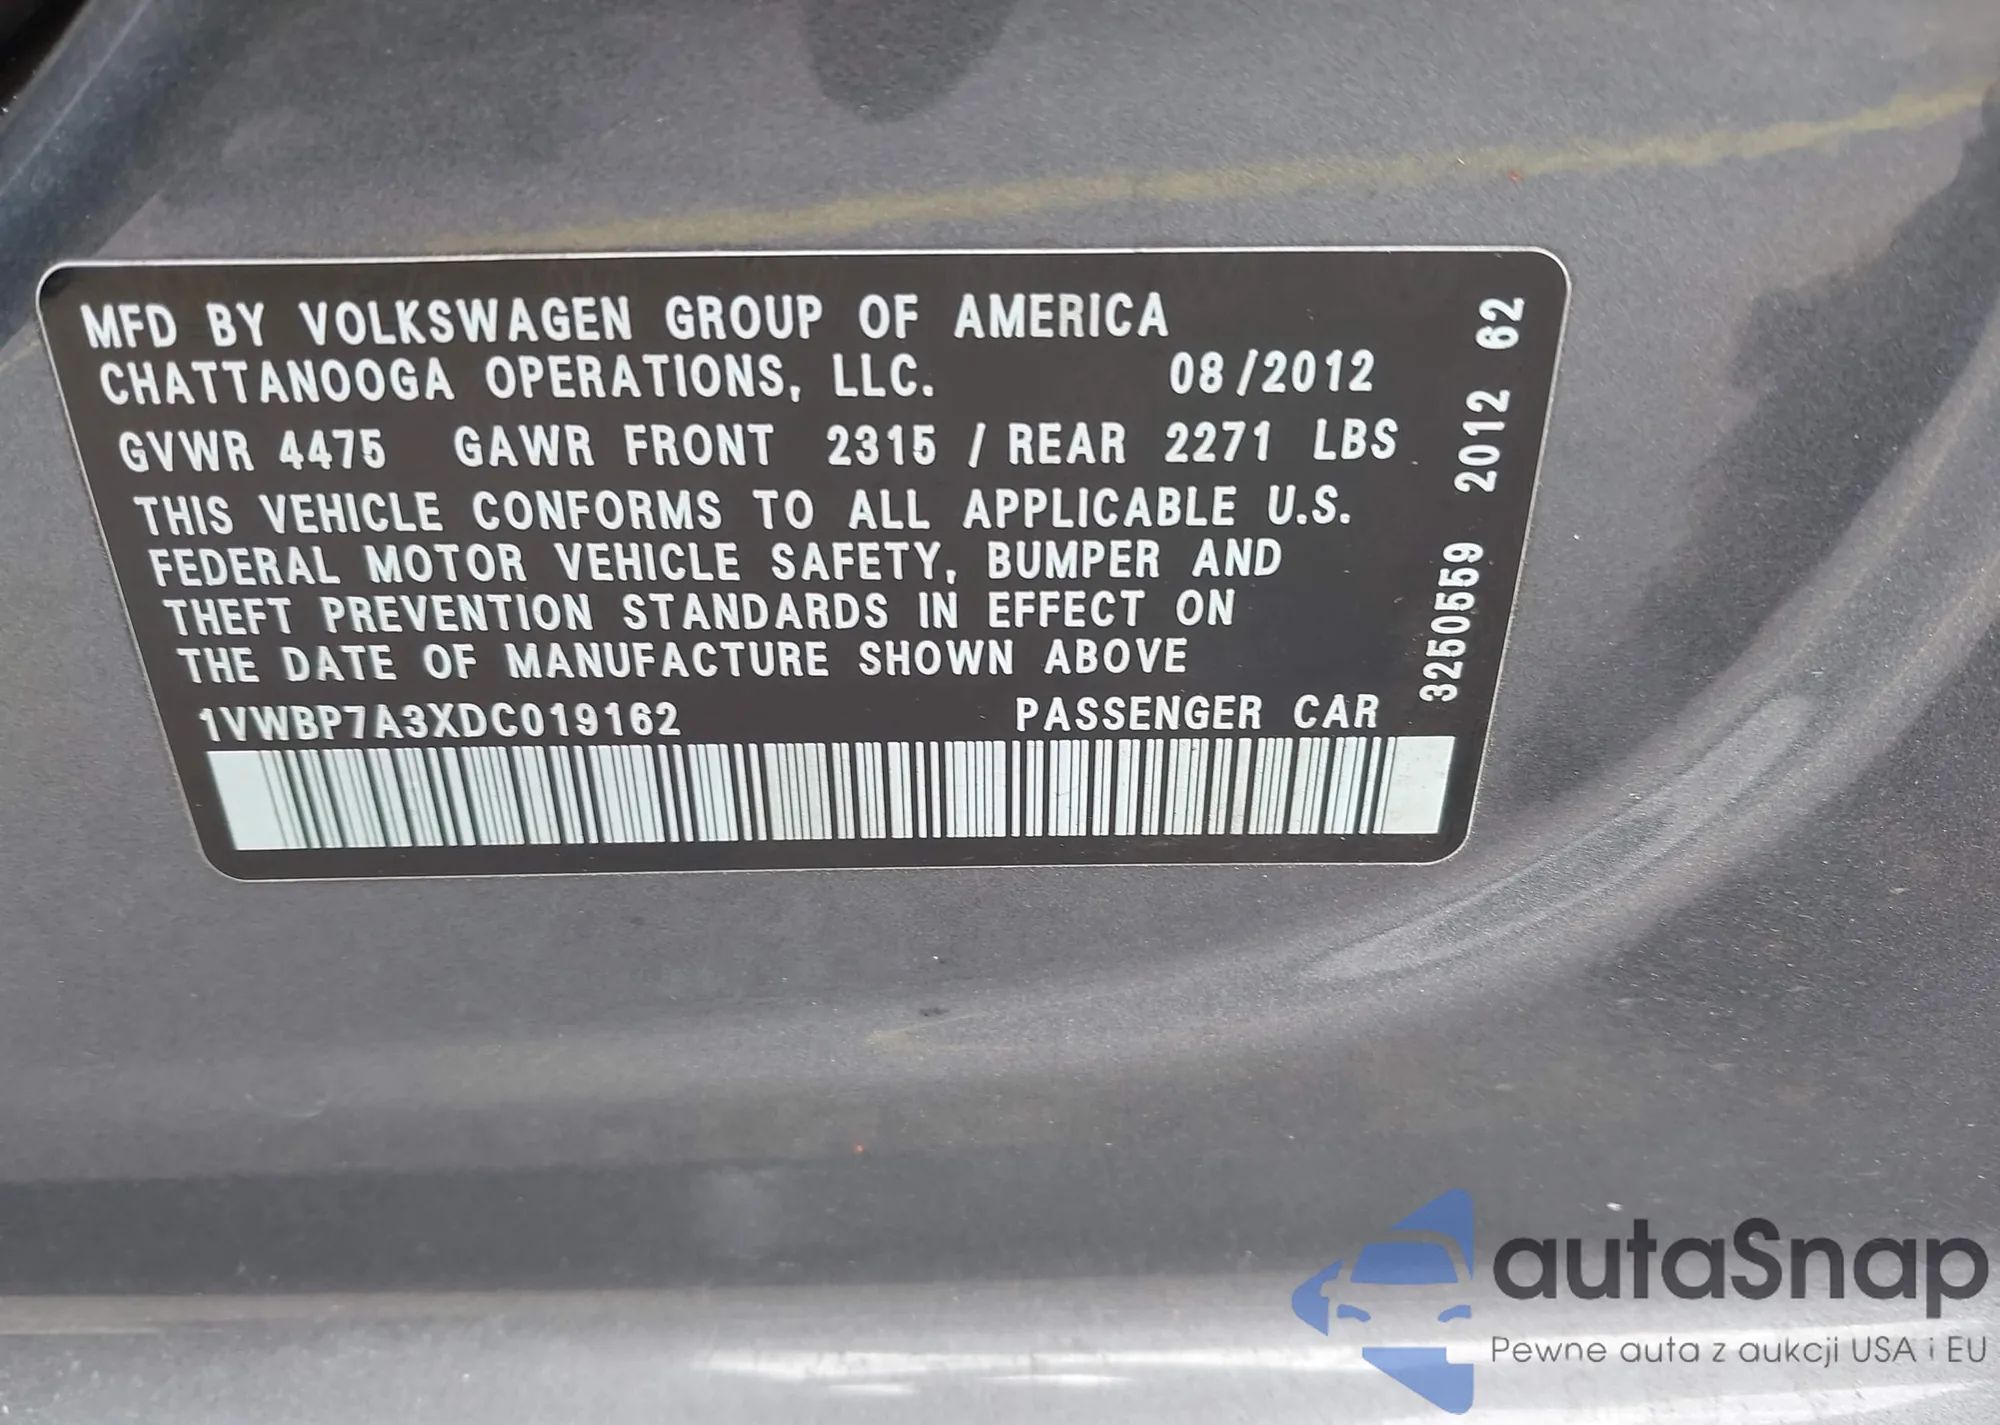 MFD BY VOLKSWAGEN GROUP OF AMERICA
CHATTANOOGA OPERATIONS, LLC. 08/2012
GVWR 4475 GAWR FRONT 2315 / REAR 2271 LBS
THIS VEHICLE CONFORMS TO ALL APPLICABLE U.S.
FEDERAL MOTOR VEHICLE SAFETY, BUMPER AND
THEFT PREVENTION STANDARDS IN EFFECT ON
THE DATE OF MANUFACTURE SHOWN ABOVE
1VWBP7A3XDC019162 PASSENGER CAR
3250559 2012 62
autaSnap
Pewne auta z aukcji USA i EU